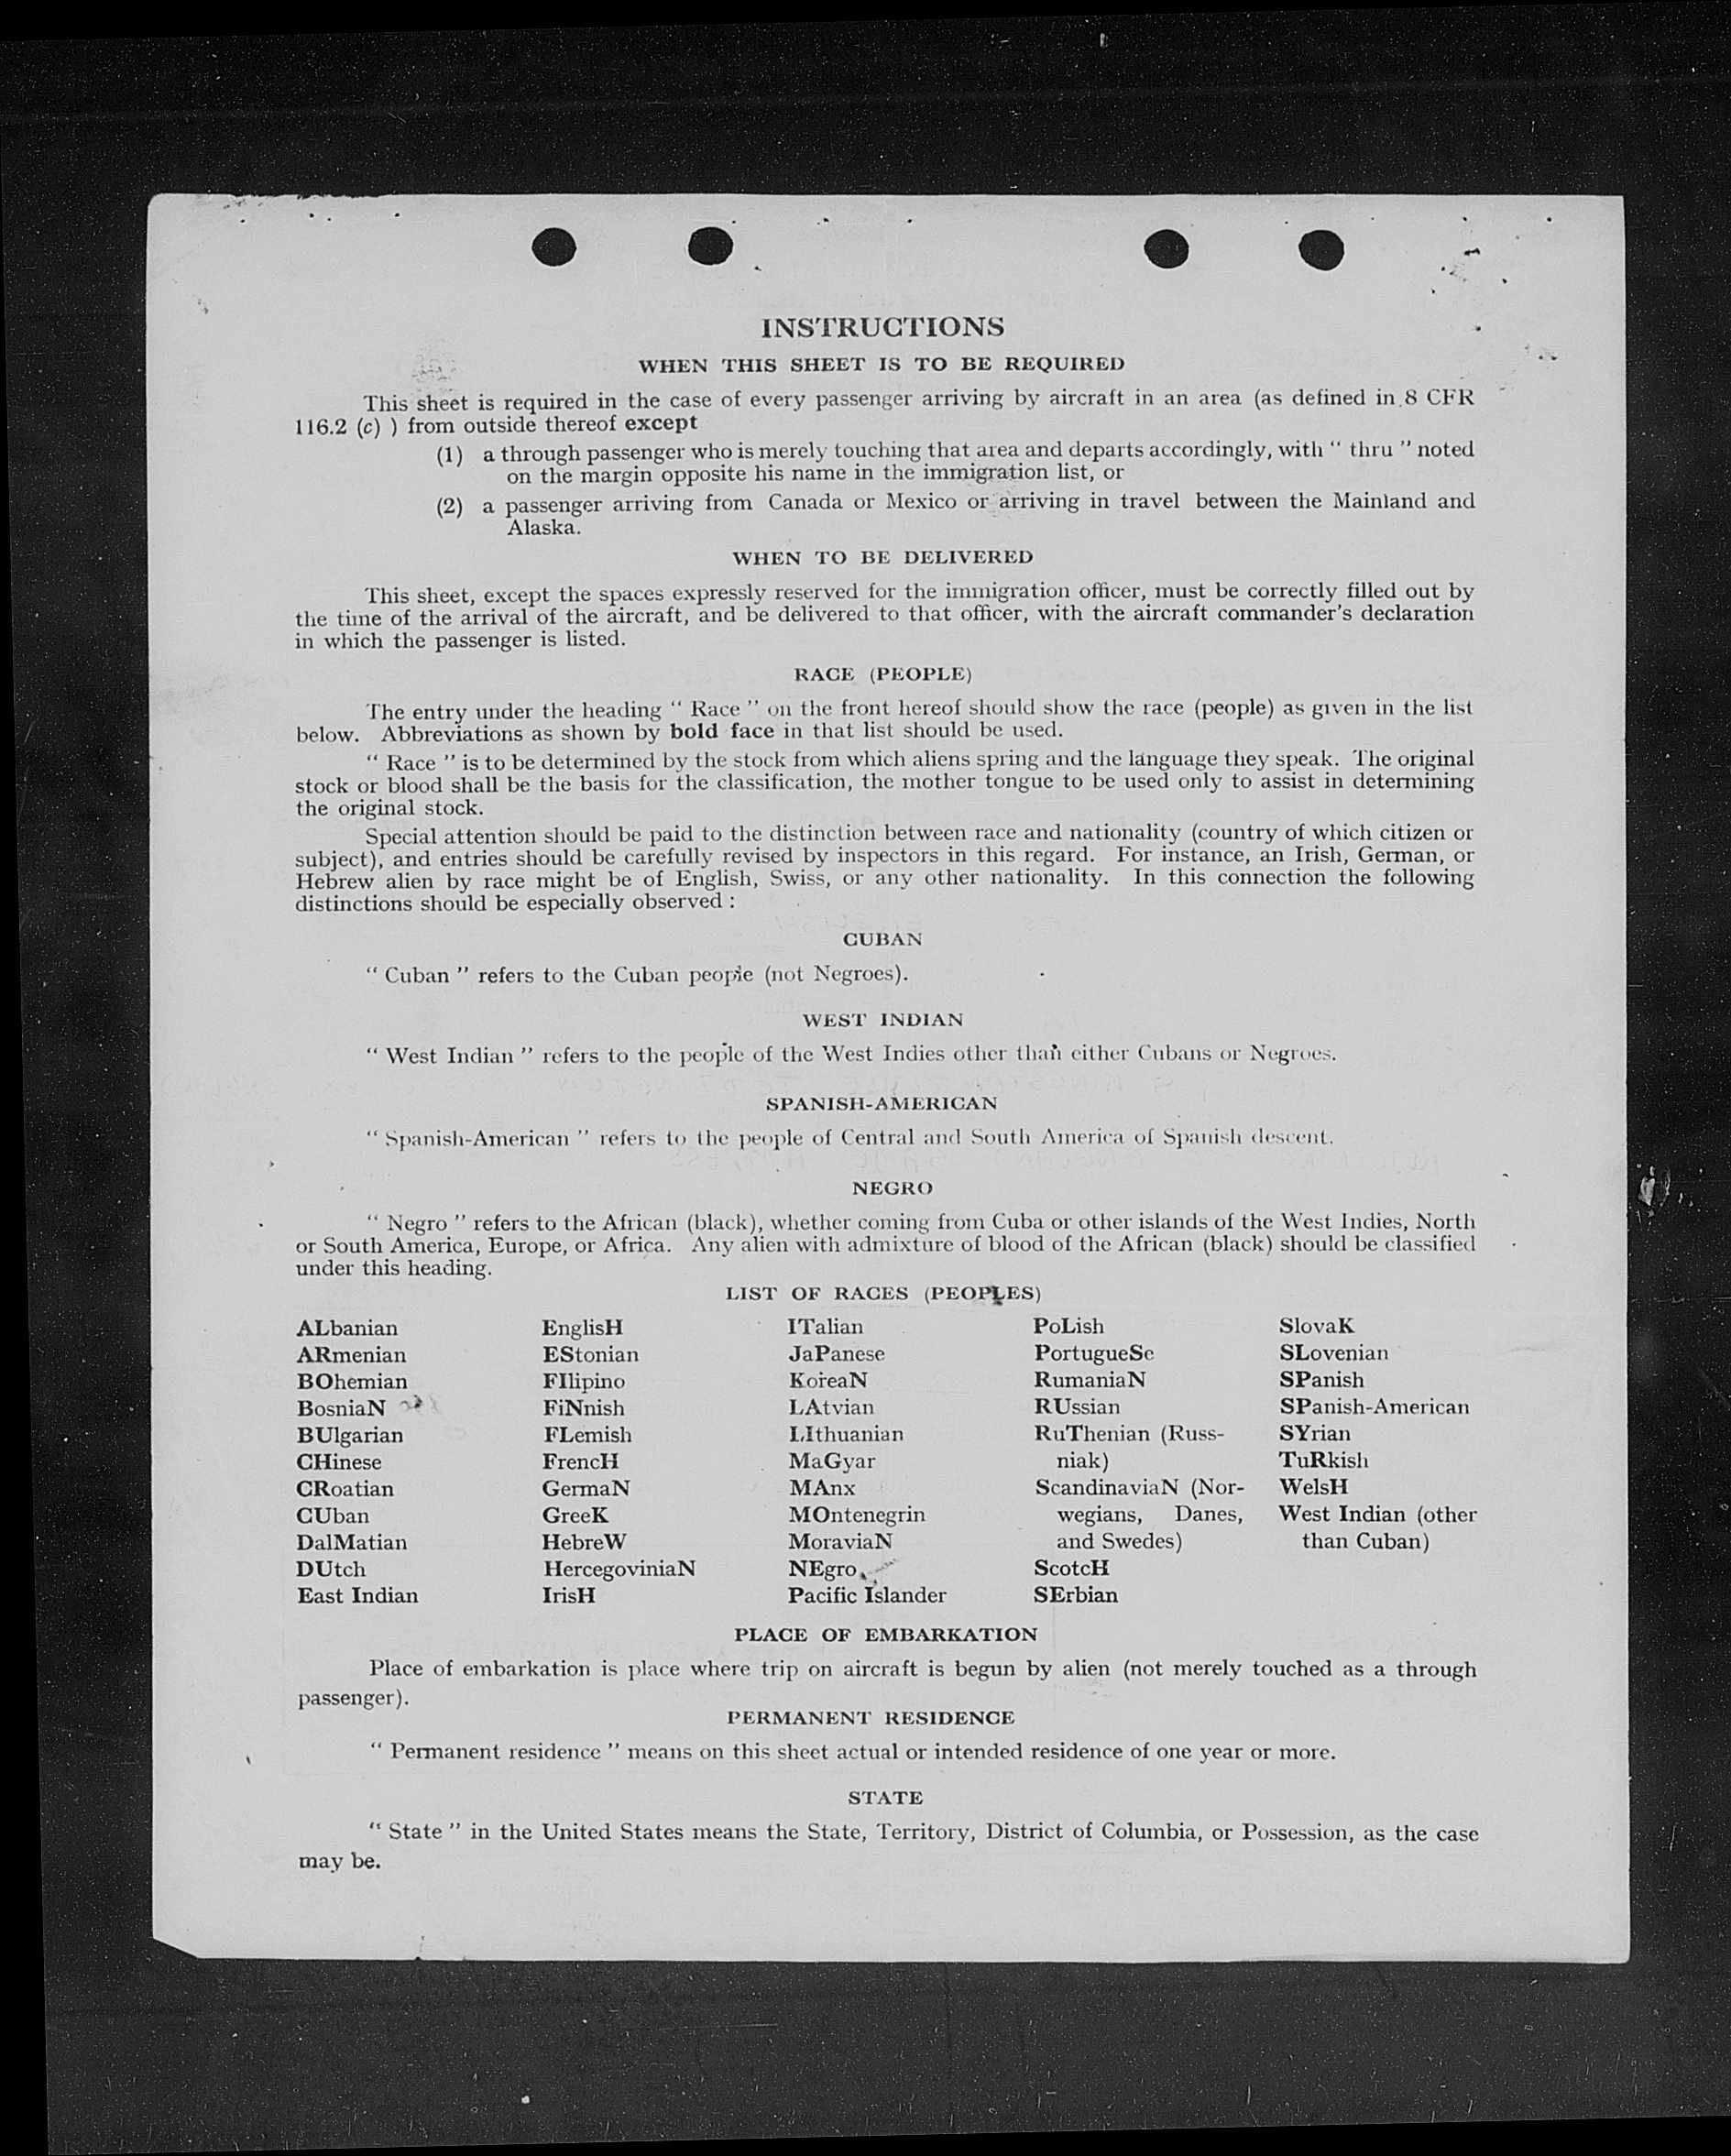 INSTRUCTIONS
WHEN THIS SHEET IS TO BE REQUIRED
This sheet is required in the case of every passenger arriving by aircraft in an area (as defined in 8 CFR
116.2 (c) ) from outside thereof except
(1) a through passenger who is merely touching that area and departs accordingly, with " thru " noted
on the margin opposite his name in the immigration list, or
(2) a passenger arriving from Canada or Mexico or arriving in travel between the Mainland and
Alaska.
WHEN TO BE DELIVERED
This sheet, except the spaces expressly reserved for the immigration officer, must be correctly filled out by
the time of the arrival of the aircraft, and be delivered to that officer, with the aircraft commander's declaration
in which the passenger is listed.
RACE (PEOPLE)
The entry under the heading " Race " on the front hereof should show the race (people) as given in the list
below. Abbreviations as shown by bold face in that list should be used.
" Race " is to be determined by the stock from which aliens spring and the language they speak. The original
stock or blood shall be the basis for the classification, the mother tongue to be used only to assist in determining
the original stock.
Special attention should be paid to the distinction between race and nationality (country of which citizen or
subject), and entries should be carefully revised by inspectors in this regard. For instance, an Irish, German, or
Hebrew alien by race might be of English, Swiss, or any other nationality. In this connection the following
distinctions should be especially observed :
CUBAN
" Cuban " refers to the Cuban people (not Negroes).
WEST INDIAN
" West Indian " refers to the people of the West Indies other than either Cubans or Negroes.
SPANISH-AMERICAN
" Spanish-American " refers to the people of Central and South America of Spanish descent.
NEGRO
" Negro " refers to the African (black), whether coming from Cuba or other islands of the West Indies, North
or South America, Europe, or Africa. Any alien with admixture of blood of the African (black) should be classified
under this heading.
LIST OF RACES (PEOPLES)
ALbanian
ARmenian
BOhemian
BosniaN
BUlgarian
CHinese
CRoatian
CUban
DalMatian
DUtch
East Indian
EnglisH
EStonian
FIlipino
FiNnish
FLemish
FrencH
GermaN
GreeK
HebreW
HercegoviniaN
IrisH
ITalian
JaPanese
KoreaN
LAtvian
LIthuanian
MaGyar
MAnx
MOntenegrin
MoraviaN
NEgro
Pacific Islander
PoLish
PortugueSe
RumaniaN
RUssian
RuThenian (Russ-
niak)
ScandinaviaN (Nor-
wegians, Danes,
and Swedes)
ScotcH
SErbian
SlovaK
SLovenian
SPanish
SPanish-American
SYrian
TuRkish
WelsH
West Indian (other
than Cuban)
PLACE OF EMBARKATION
Place of embarkation is place where trip on aircraft is begun by alien (not merely touched as a through
passenger).
PERMANENT RESIDENCE
" Permanent residence " means on this sheet actual or intended residence of one year or more.
STATE
" State " in the United States means the State, Territory, District of Columbia, or Possession, as the case
may be.